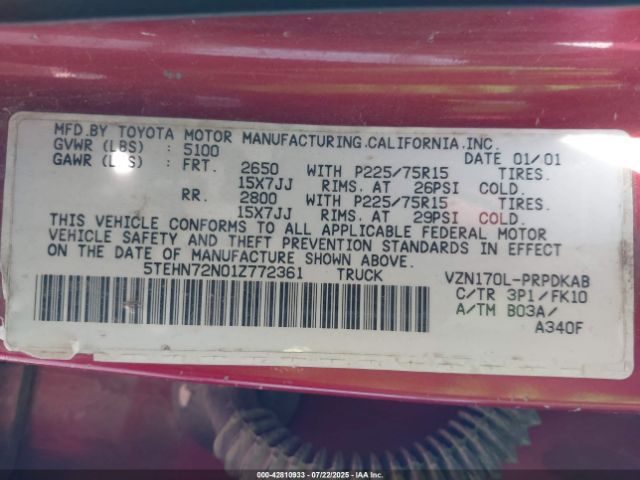 MFD.BY TOYOTA MOTOR MANUFACTURING.CALIFORNIA.INC.
GVWR (LBS) : 5100 DATE 01/01
GAWR (LBS) : FRT. 2650 WITH P225/75R15 TIRES.
15X7JJ RIMS. AT 26PSI COLD.
RR. 2800 WITH P225/75R15 TIRES.
15X7JJ RIMS. AT 29PSI COLD.
THIS VEHICLE CONFORMS TO ALL APPLICABLE FEDERAL MOTOR
VEHICLE SAFETY AND THEFT PREVENTION STANDARDS IN EFFECT
ON THE DATE OF MANUFACTURE SHOWN ABOVE.
5TEHN72N01Z772361 TRUCK VZN170L-PRPDKAB
C/TR 3P1/FK10
A/TM B03A/
A340F
000-42810933 - 07/22/2025 - IAAI.COM